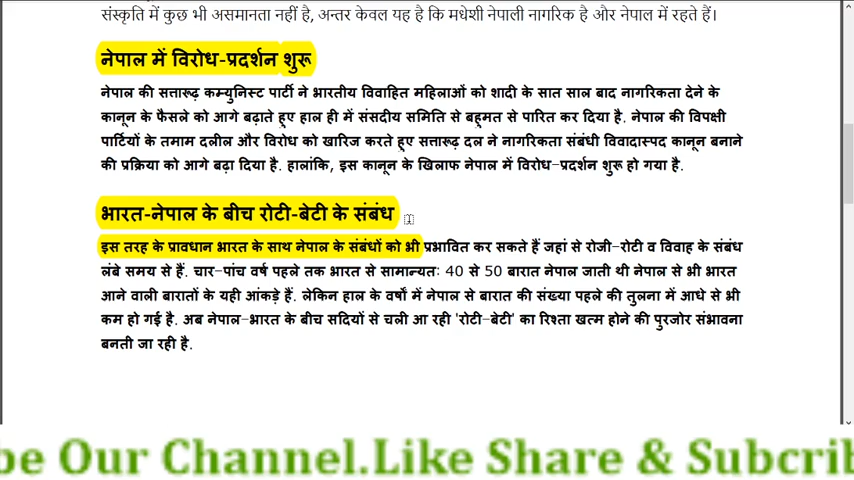 संस्कृति में कुछ भी असमानता नहीं है, अन्तर केवल यह है कि मधेशी नेपाली नागरिक है और नेपाल में रहते हैं।
नेपाल में विरोध-प्रदर्शन शुरू
नेपाल की सत्तारूढ़ कम्युनिस्ट पार्टी ने भारतीय विवाहित महिलाओं को शादी के सात साल बाद नागरिकता देने के
कानून के फैसले को आगे बढ़ाते हुए हाल ही में संसदीय समिति से बहुमत से पारित कर दिया है. नेपाल की विपक्षी
पार्टियों के तमाम दलील और विरोध को खारिज करते हुए सत्तारूढ़ दल ने नागरिकता संबंधी विवादास्पद कानून बनाने
की प्रक्रिया को आगे बढ़ा दिया है. हालांकि, इस कानून के खिलाफ नेपाल में विरोध-प्रदर्शन शुरू हो गया है.
भारत-नेपाल के बीच रोटी-बेटी के संबंध
इस तरह के प्रावधान भारत के साथ नेपाल के संबंधों को भी प्रभावित कर सकते हैं जहां से रोजी-रोटी व विवाह के संबंध
लंबे समय से हैं. चार-पांच वर्ष पहले तक भारत से सामान्यत: 40 से 50 बारात नेपाल जाती थी नेपाल से भी भारत
आने वाली बारातों के यही आंकड़े हैं. लेकिन हाल के वर्षों में नेपाल से बारात की संख्या पहले की तुलना में आधे से भी
कम हो गई है. अब नेपाल-भारत के बीच सदियों से चली आ रही 'रोटी-बेटी' का रिश्ता खत्म होने की पुरजोर संभावना
बनती जा रही है.
be Our Channel.Like Share & Subcrib